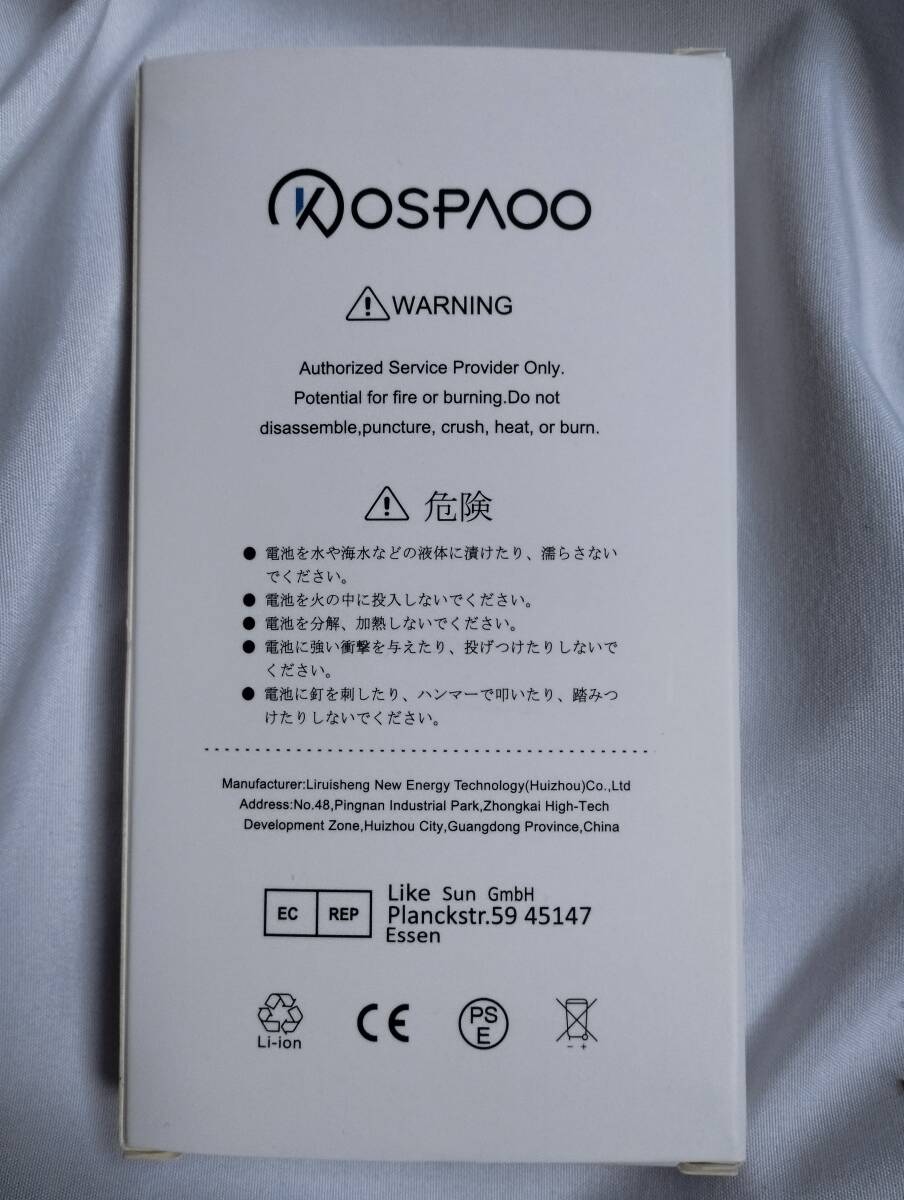 KOSPAOO
WARNING
Authorized Service Provider Only.
Potential for fire or burning.Do not
disassemble,puncture, crush, heat, or burn.
危険
● 電池を水や海水などの液体に漬けたり、濡らさない
でください。
● 電池を火の中に投入しないでください。
● 電池を分解、加熱しないでください。
● 電池に強い衝撃を与えたり、投げつけたりしないで
ください。
● 電池に釘を刺したり、ハンマーで叩いたり、踏みつ
けたりしないでください。
Manufacturer:Liruisheng New Energy Technology(Huizhou)Co.,Ltd
Address:No.48,Pingnan Industrial Park,Zhongkai High-Tech
Development Zone,Huizhou City,Guangdong Province,China
EC REP
Like Sun GmbH
Planckstr.59 45147
Essen
Li-ion
CE
PS
E